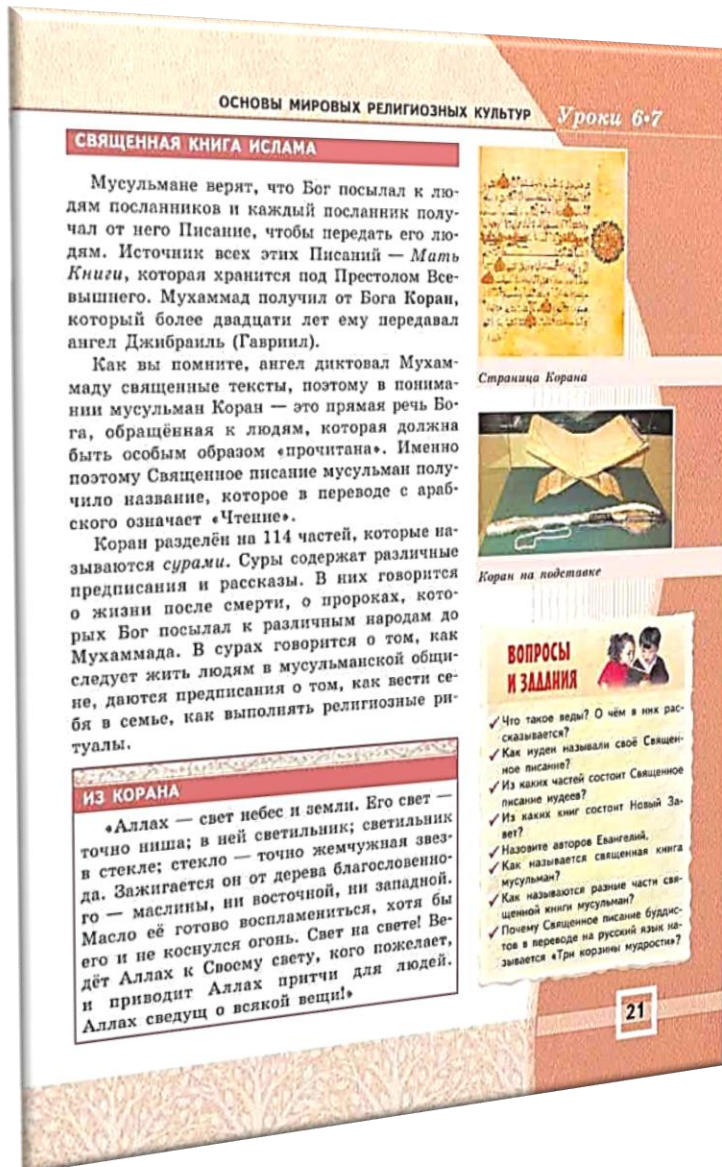 ОСНОВЫ МИРОВЫХ РЕЛИГИОЗНЫХ КУЛЬТУР
Уроки 6•7
СВЯЩЕННАЯ КНИГА ИСЛАМА
Мусульмане верят, что Бог посылал к лю-
дям посланников и каждый посланник полу-
чал от него Писание, чтобы передать его лю-
дям. Источник всех этих Писаний — Мать
Книги, которая хранится под Престолом Все-
вышнего. Мухаммад получил от Бога Коран,
который более двадцати лет ему передавал
ангел Джибраиль (Гавриил).
Как вы помните, ангел диктовал Мухам-
маду священные тексты, поэтому в понима-
нии мусульман Коран — это прямая речь Бо-
га, обращённая к людям, которая должна
быть особым образом «прочитана». Именно
поэтому Священное писание мусульман полу-
чило название, которое в переводе с араб-
ского означает «Чтение».
Коран разделён на 114 частей, которые на-
зываются сурами. Суры содержат различные
предписания и рассказы. В них говорится
о жизни после смерти, о пророках, кото-
рых Бог посылал к различным народам до
Мухаммада. В сурах говорится о том, как
следует жить людям в мусульманской общи-
не, даются предписания о том, как вести се-
бя в семье, как выполнять религиозные ри-
туалы.
ИЗ КОРАНА
«Аллах — свет небес и земли. Его свет —
точно ниша; в ней светильник; светильник
в стекле; стекло — точно жемчужная звез-
да. Зажигается он от дерева благословенно-
го — маслины, ни восточной, ни западной.
Масло её готово воспламениться, хотя бы
его и не коснулся огонь. Свет на свете! Ве-
дёт Аллах к Своему свету, кого пожелает,
и приводит Аллах притчи для людей.
Аллах сведущ о всякой вещи!»
Страница Корана
Коран на подставке
ВОПРОСЫ
И ЗАДАНИЯ
✓ Что такое веды? О чём в них рас-
сказывается?
✓ Как иудеи называли своё Священ-
ное писание?
✓ Из каких частей состоит Священное
писание иудеев?
✓ Из каких книг состоит Новый За-
вет?
✓ Назовите авторов Евангелий.
✓ Как называется священная книга
мусульман?
✓ Как называются разные части свя-
щенной книги мусульман?
✓ Почему Священное писание буддис-
тов в переводе на русский язык на-
зывается «Три корзины мудрости»?
21